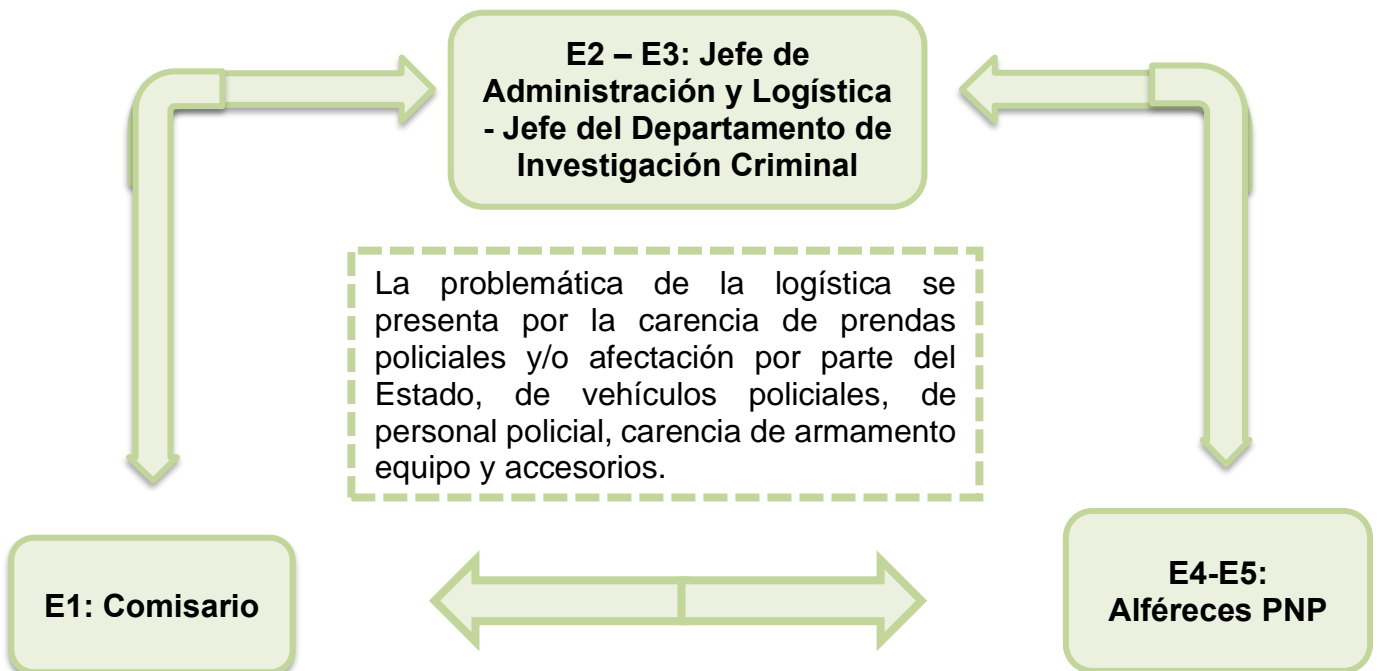 E2 – E3: Jefe de
Administración y Logística
- Jefe del Departamento de
Investigación Criminal
La problemática de la logística se
presenta por la carencia de prendas
policiales y/o afectación por parte del
Estado, de vehículos policiales, de
personal policial, carencia de armamento
equipo y accesorios.
E1: Comisario
E4-E5:
Alféreces PNP